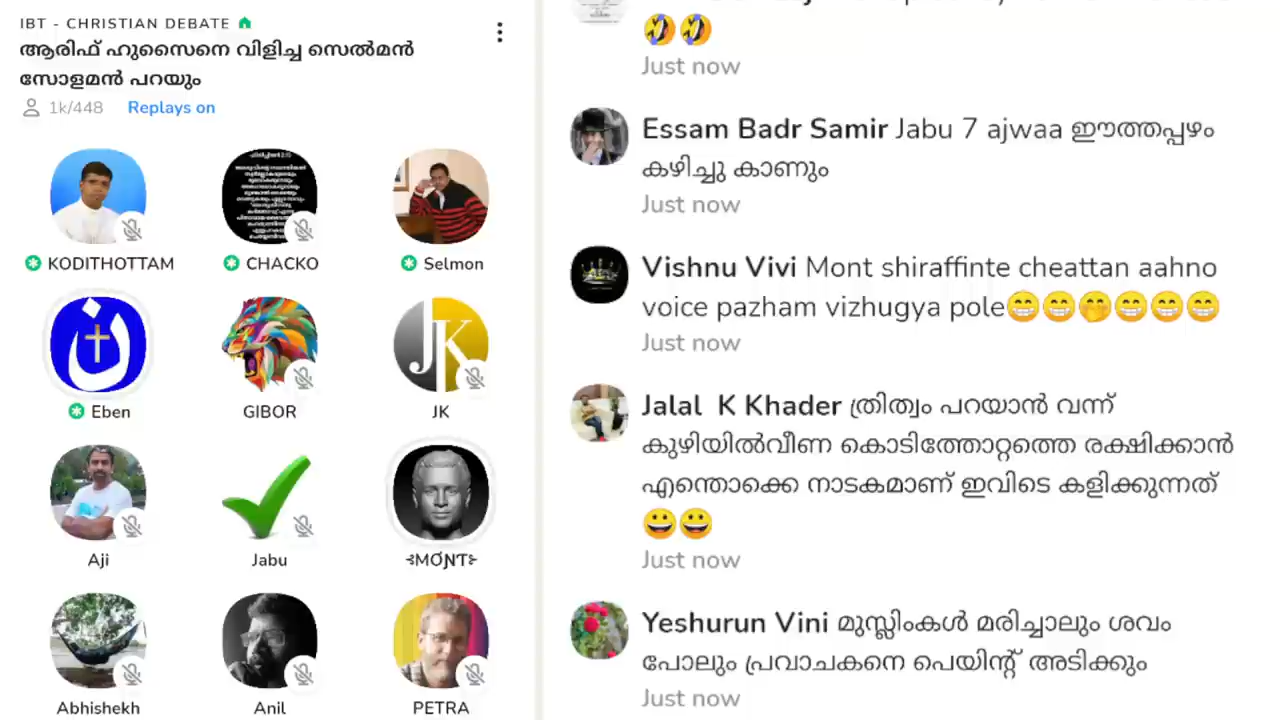 IBT - CHRISTIAN DEBATE
ആരിഫ് ഹുസൈനെ വിളിച്ച സെൽമൻ
സോളമൻ പറയും
1k/448 Replays on
KODITHOTTAM CHACKO Selmon
Eben GIBOR JK
Aji Jabu ⊰MƠƝƬ⊱
Abhishekh Anil PETRA
🤣🤣
Just now
Essam Badr Samir Jabu 7 ajwaa ഈത്തപ്പഴം
കഴിച്ചു കാണും
Just now
Vishnu Vivi Mont shiraffinte cheattan aahno
voice pazham vizhugya pole😁😁🤭😁😁😁
Just now
Jalal K Khader ത്രിത്വം പറയാൻ വന്ന്
കുഴിയിൽവീണ കൊടിത്തോറ്റത്തെ രക്ഷിക്കാൻ
എന്തൊക്കെ നാടകമാണ് ഇവിടെ കളിക്കുന്നത്
😀😀
Just now
Yeshurun Vini മുസ്ലിംകൾ മരിച്ചാലും ശവം
പോലും പ്രവാചകനെ പെയിന്റ് അടിക്കും
Just now